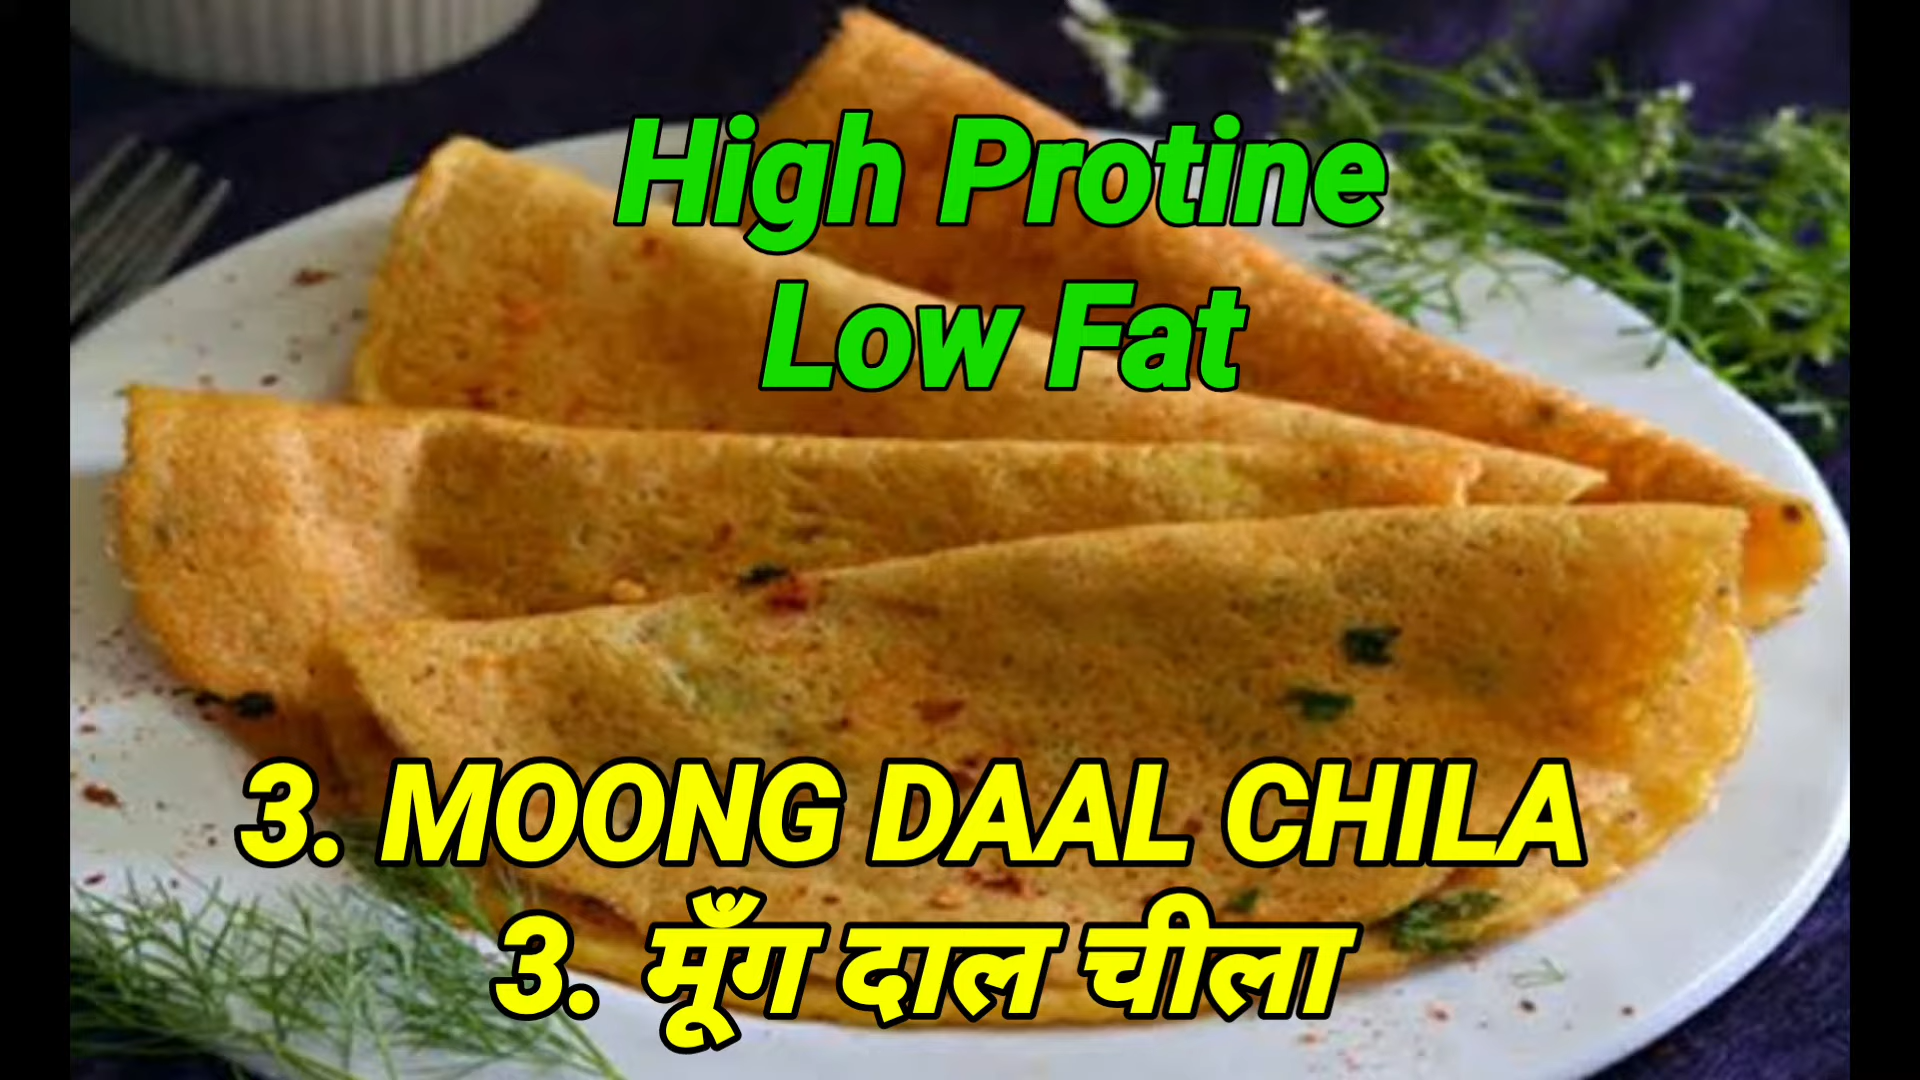 High Protine
Low Fat
3. MOONG DAAL CHILA
3. मूँग दाल चीला